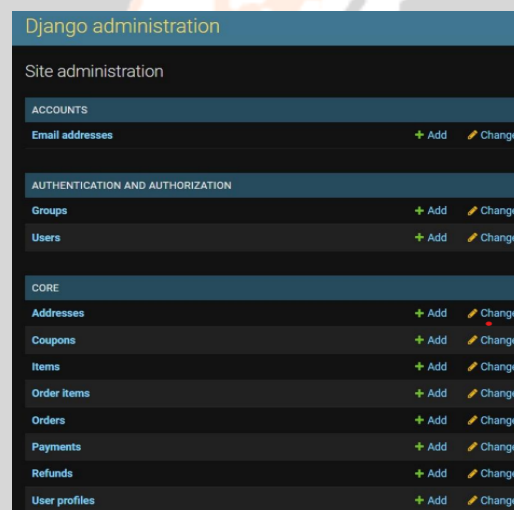 Django administration
Site administration
ACCOUNTS
Email addresses + Add Change
AUTHENTICATION AND AUTHORIZATION
Groups + Add Change
Users + Add Change
CORE
Addresses + Add Change
Coupons + Add Change
Items + Add Change
Order items + Add Change
Orders + Add Change
Payments + Add Change
Refunds + Add Change
User profiles + Add Change